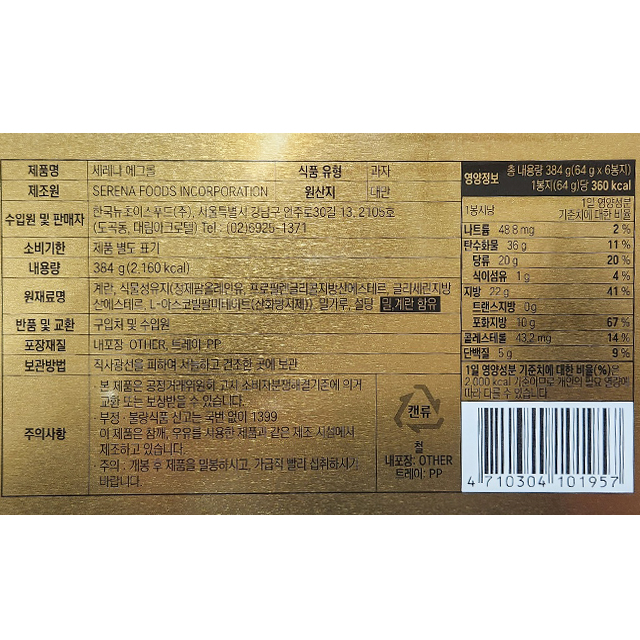 제품명 세레나 에그롤 식품 유형 과자
제조원 SERENA FOODS INCORPORATION 원산지 대만
수입원 및 판매자 한국뉴초이스푸드(주), 서울특별시 강남구 언주로30길 13, 2105호
(도곡동, 대림아크로텔) Tel : (02)6925-1371
소비기한 제품 별도 표기
내용량 384 g(2,160 kcal)
원재료명 계란, 식물성유지(정제팜올레인유, 프로필렌글리콜지방산에스테르, 글리세린지방
산에스테르, L-아스코빌팔미테이트(산화방지제)) 밀가루, 설탕 밀,계란 함유
반품 및 교환 구입처 및 수입원
포장재질 내포장 OTHER, 트레이: PP
보관방법 직사광선을 피하여 서늘하고 건조한 곳에 보관
주의사항
· 본 제품은 공정거래위원회 고시 소비자분쟁해결기준에 의거
교환 또는 보상받을 수 있습니다.
· 부정 · 불량식품 신고는 국번 없이 1399
· 이 제품은 참깨, 우유를 사용한 제품과 같은 제조 시설에서
제조하고 있습니다.
· 주의 : 개봉 후 제품을 밀봉하시고, 가급적 빨리 섭취하시기
바랍니다.
캔류
철
내포장: OTHER
트레이: PP
영양정보 총 내용량 384 g(64 g x 6봉지)
1봉지(64 g)당 360 kcal
1봉지당 1일 영양성분
기준치에 대한 비율
나트륨 48.8 mg 2 %
탄수화물 36 g 11 %
당류 20 g 20 %
식이섬유 1 g 4 %
지방 22 g 41 %
트랜스지방 0g
포화지방 10 g 67 %
콜레스테롤 43.2 mg 14 %
단백질 5 g 9 %
1일 영양성분 기준치에 대한 비율(%)은
2,000 kcal 기준이므로 개인의 필요 열량에
따라 다를 수 있습니다.
4 710304 101957